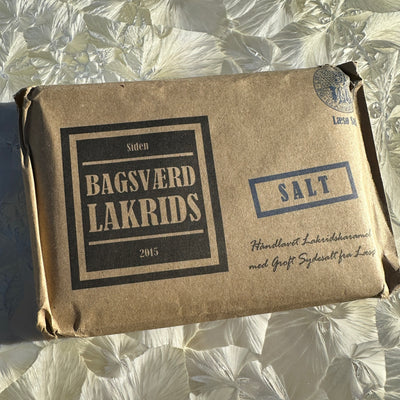 Siden
BAGSVÆRD
LAKRIDS
2015
Læsø
SALT
Håndlavet Lakridskaramel
med Groft Sydesalt fra Læsø